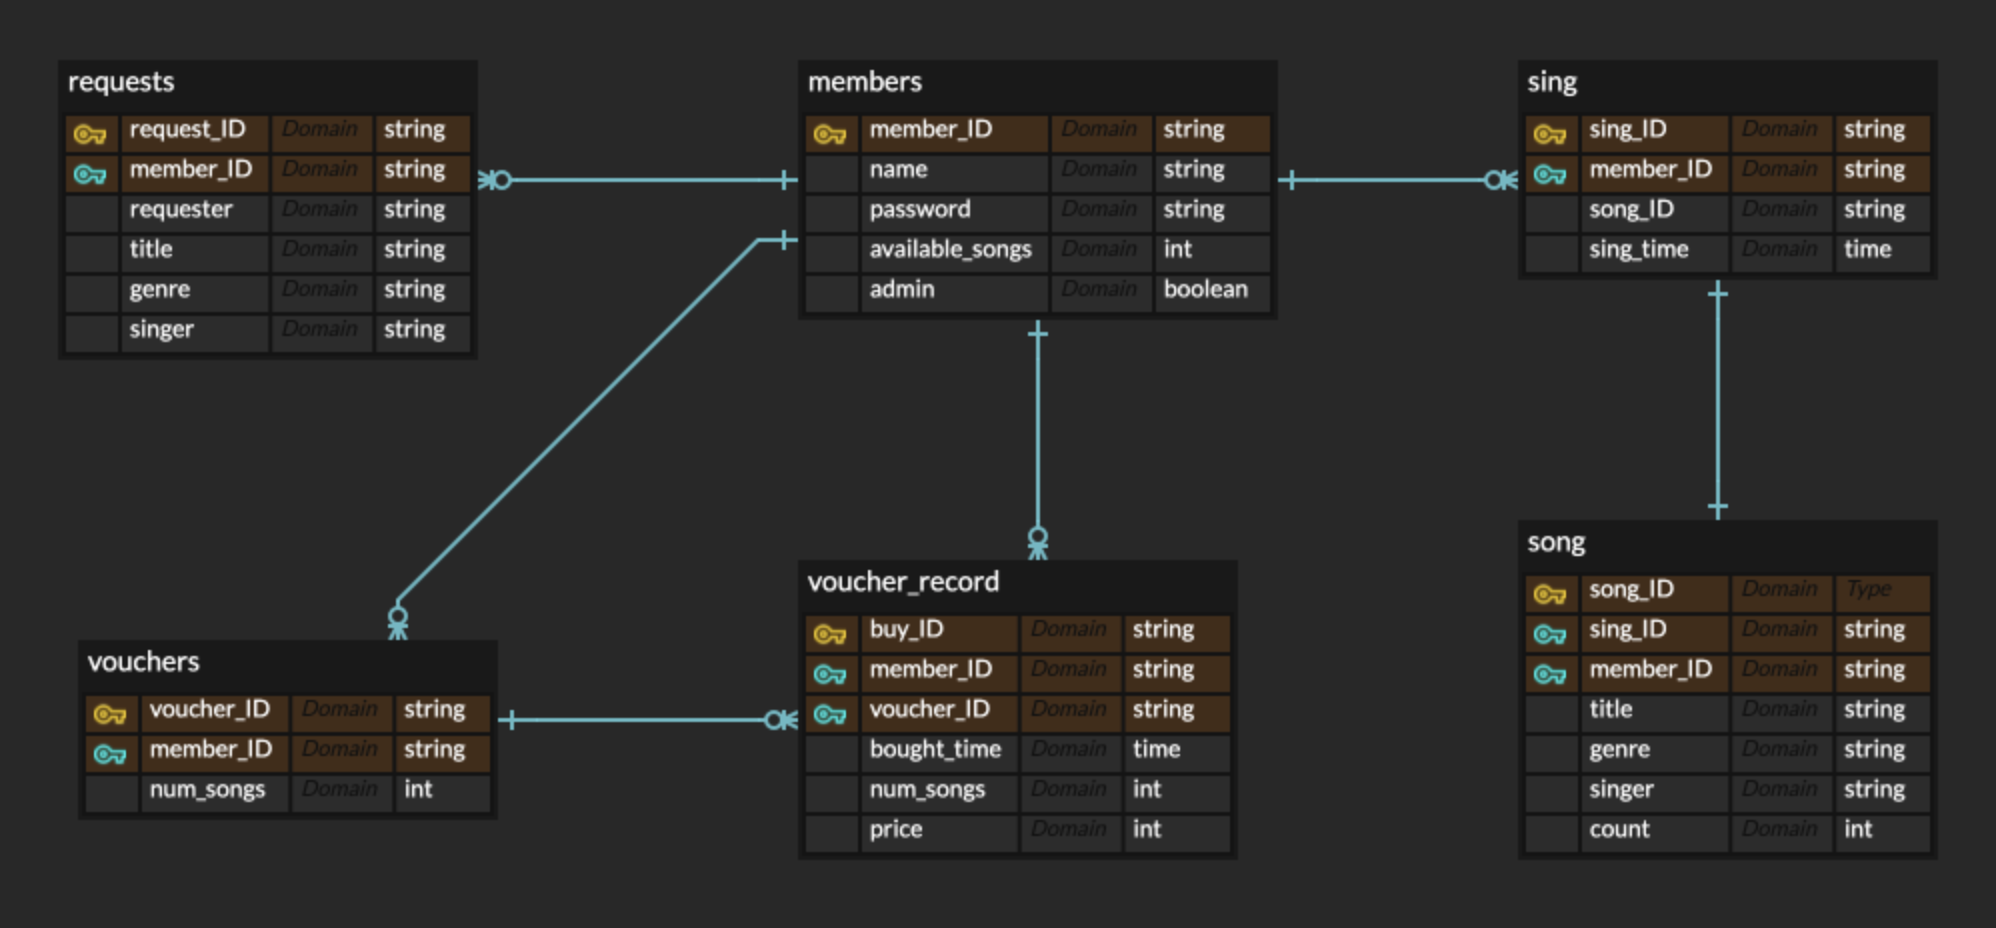 requests
request_ID Domain string
member_ID Domain string
requester Domain string
title Domain string
genre Domain string
singer Domain string
members
member_ID Domain string
name Domain string
password Domain string
available_songs Domain int
admin Domain boolean
sing
sing_ID Domain string
member_ID Domain string
song_ID Domain string
sing_time Domain time
vouchers
voucher_ID Domain string
member_ID Domain string
num_songs Domain int
voucher_record
buy_ID Domain string
member_ID Domain string
voucher_ID Domain string
bought_time Domain time
num_songs Domain int
price Domain int
song
song_ID Domain Type
sing_ID Domain string
member_ID Domain string
title Domain string
genre Domain string
singer Domain string
count Domain int